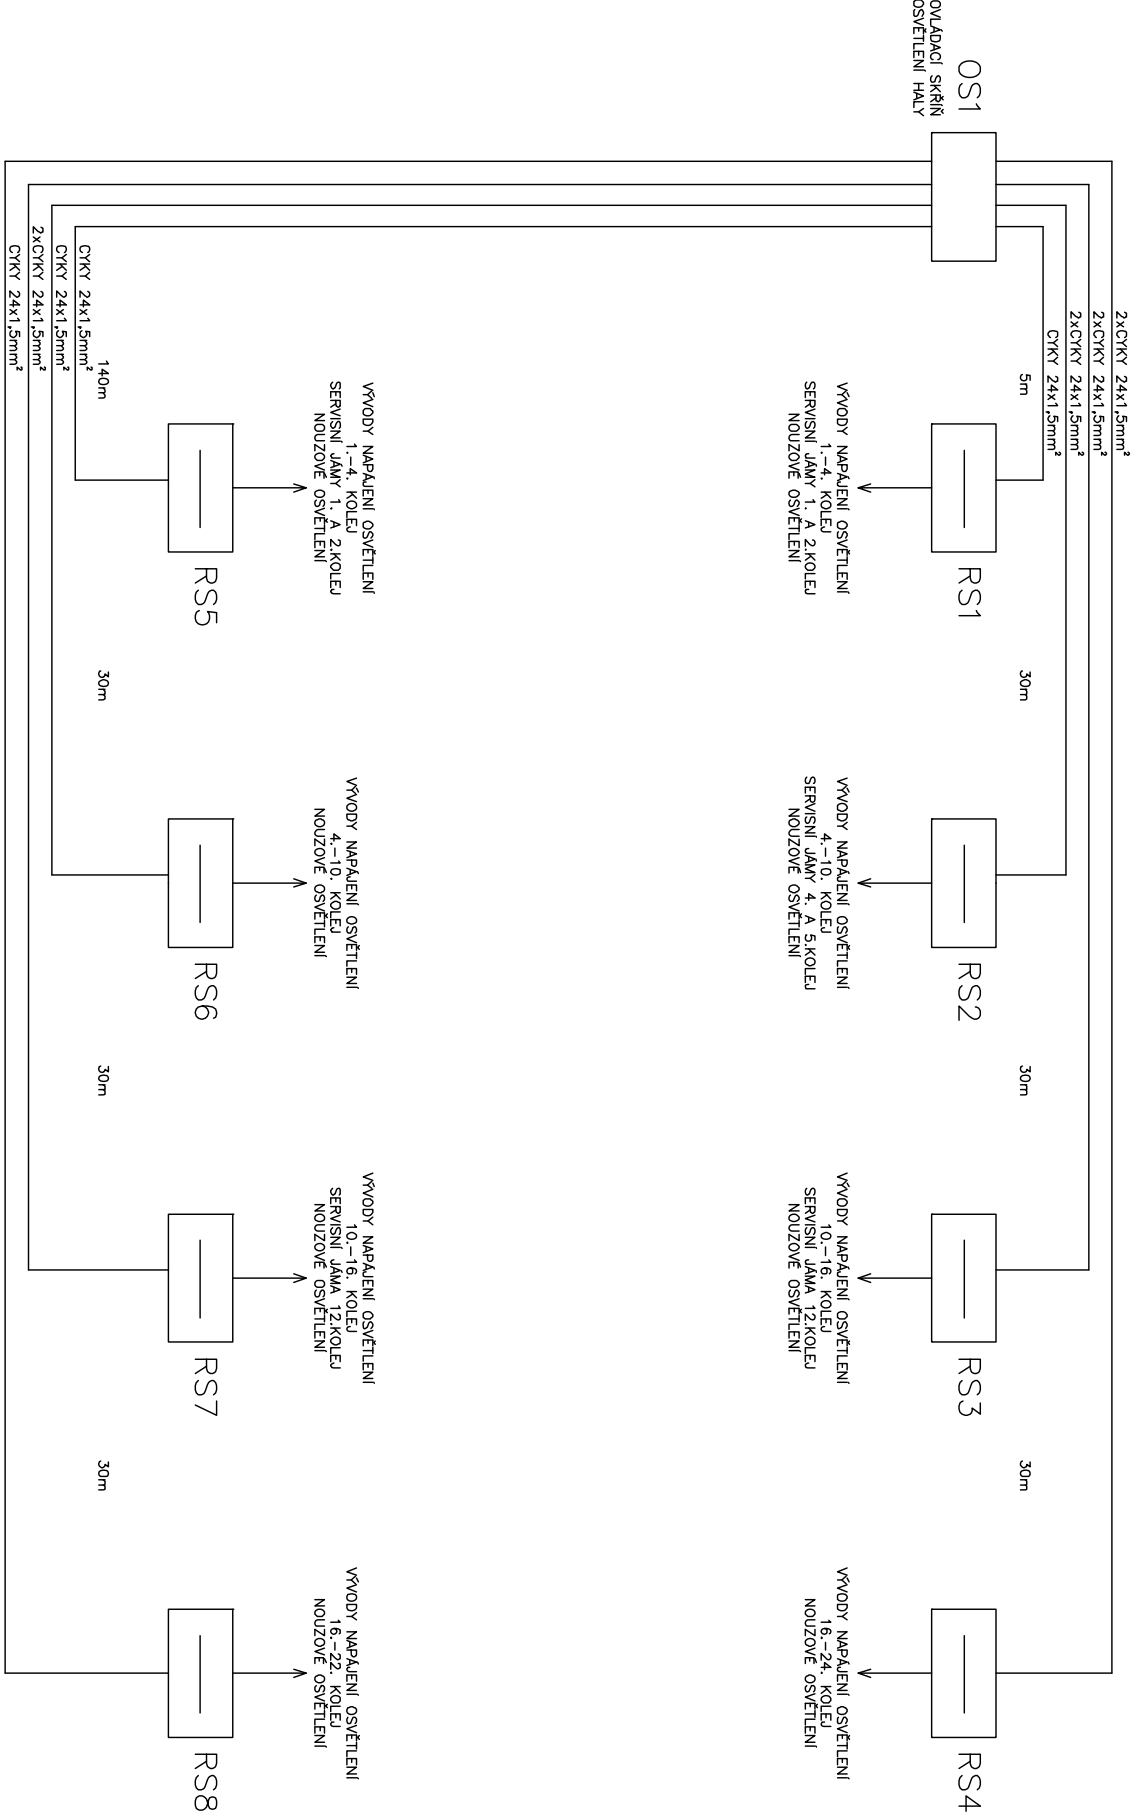 OS1
OVLÁDACÍ SKŘÍŇ
OSVĚTLENÍ HALY
2xCYKY 24x1,5mm²
2xCYKY 24x1,5mm²
2xCYKY 24x1,5mm²
CYKY 24x1,5mm²
5m
30m
30m
30m
RS1
RS2
RS3
RS4
VÝVODY NAPÁJENÍ OSVĚTLENÍ
1.–4. KOLEJ
SERVISNÍ JÁMY 1. A 2.KOLEJ
NOUZOVÉ OSVĚTLENÍ
VÝVODY NAPÁJENÍ OSVĚTLENÍ
4.–10. KOLEJ
SERVISNÍ JÁMY 4. A 5.KOLEJ
NOUZOVÉ OSVĚTLENÍ
VÝVODY NAPÁJENÍ OSVĚTLENÍ
10.–16. KOLEJ
SERVISNÍ JÁMA 12.KOLEJ
NOUZOVÉ OSVĚTLENÍ
VÝVODY NAPÁJENÍ OSVĚTLENÍ
16.–24. KOLEJ
NOUZOVÉ OSVĚTLENÍ
VÝVODY NAPÁJENÍ OSVĚTLENÍ
1.–4. KOLEJ
SERVISNÍ JÁMY 1. A 2.KOLEJ
NOUZOVÉ OSVĚTLENÍ
VÝVODY NAPÁJENÍ OSVĚTLENÍ
4.–10. KOLEJ
NOUZOVÉ OSVĚTLENÍ
VÝVODY NAPÁJENÍ OSVĚTLENÍ
10.–16. KOLEJ
SERVISNÍ JÁMA 12.KOLEJ
NOUZOVÉ OSVĚTLENÍ
VÝVODY NAPÁJENÍ OSVĚTLENÍ
16.–22. KOLEJ
NOUZOVÉ OSVĚTLENÍ
RS5
RS6
RS7
RS8
140m
30m
30m
30m
CYKY 24x1,5mm²
CYKY 24x1,5mm²
2xCYKY 24x1,5mm²
CYKY 24x1,5mm²